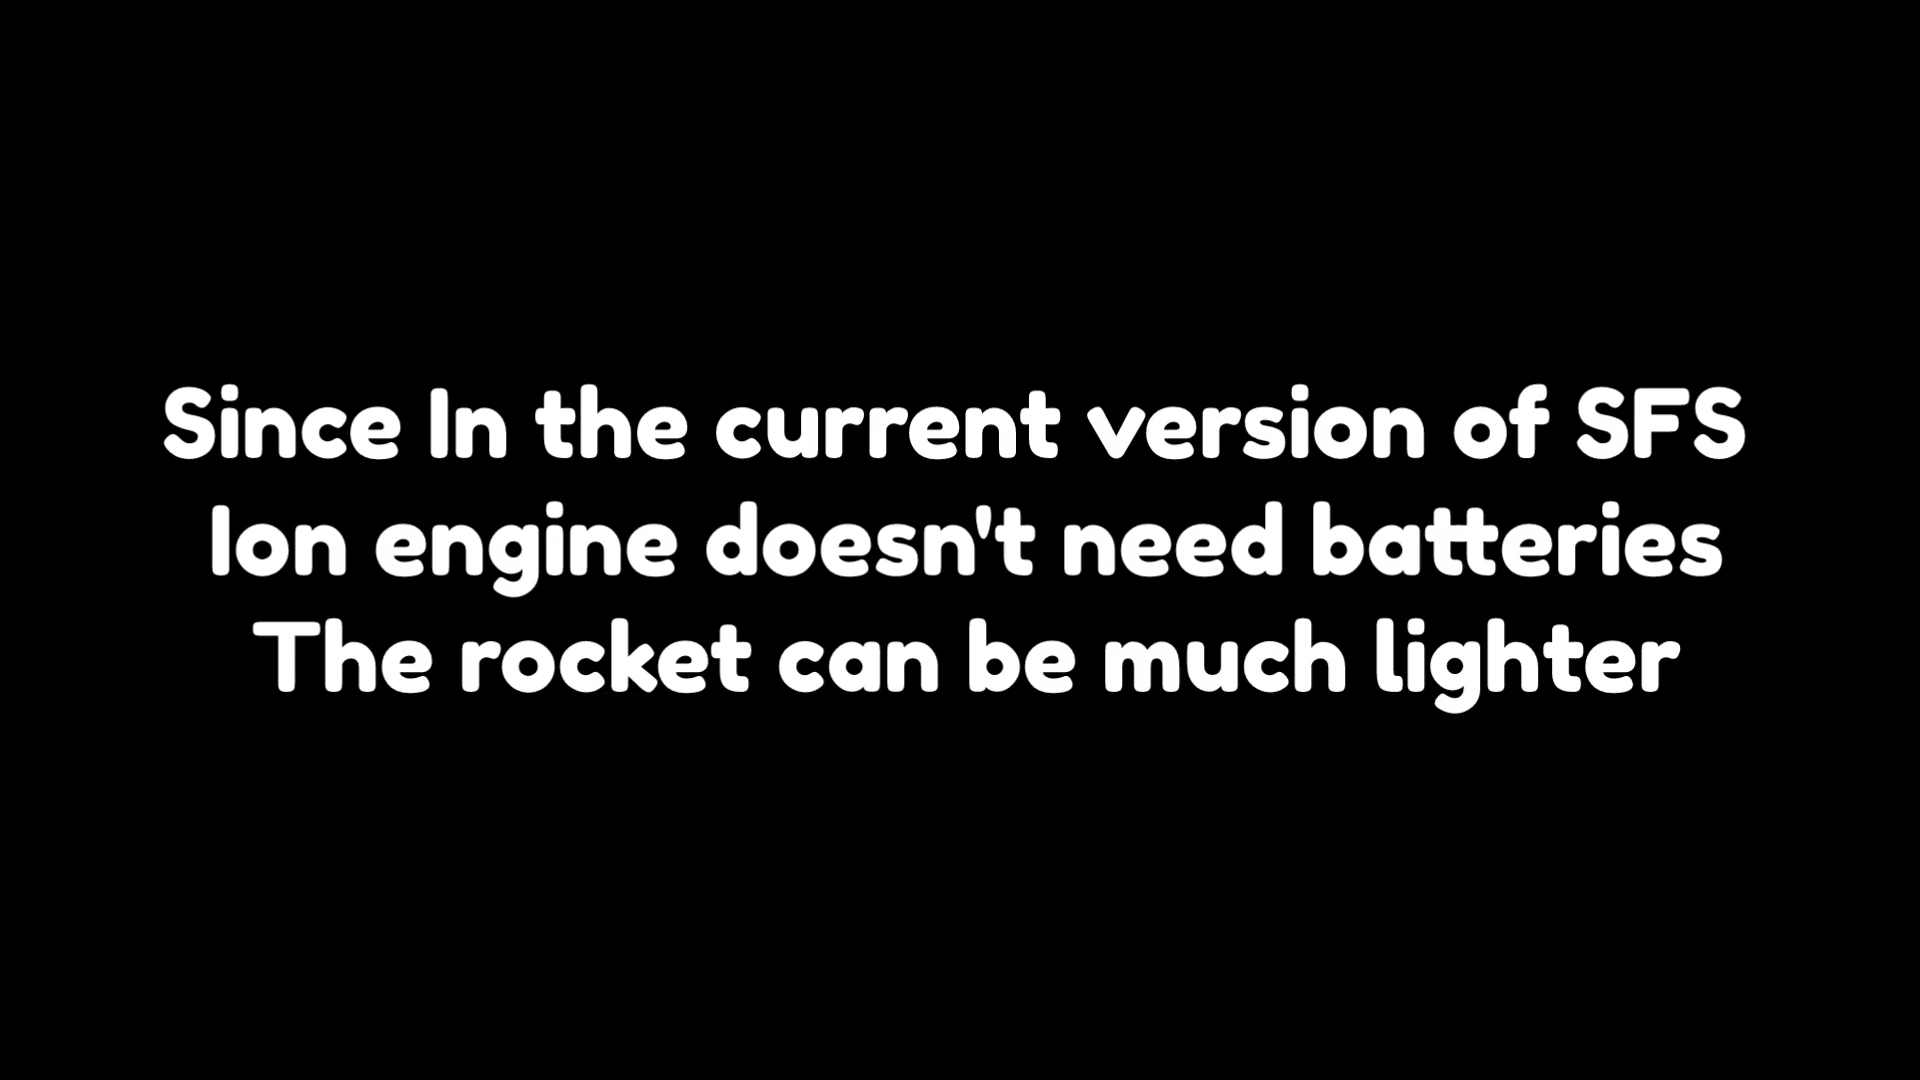 Since In the current version of SFS
Ion engine doesn't need batteries
The rocket can be much lighter